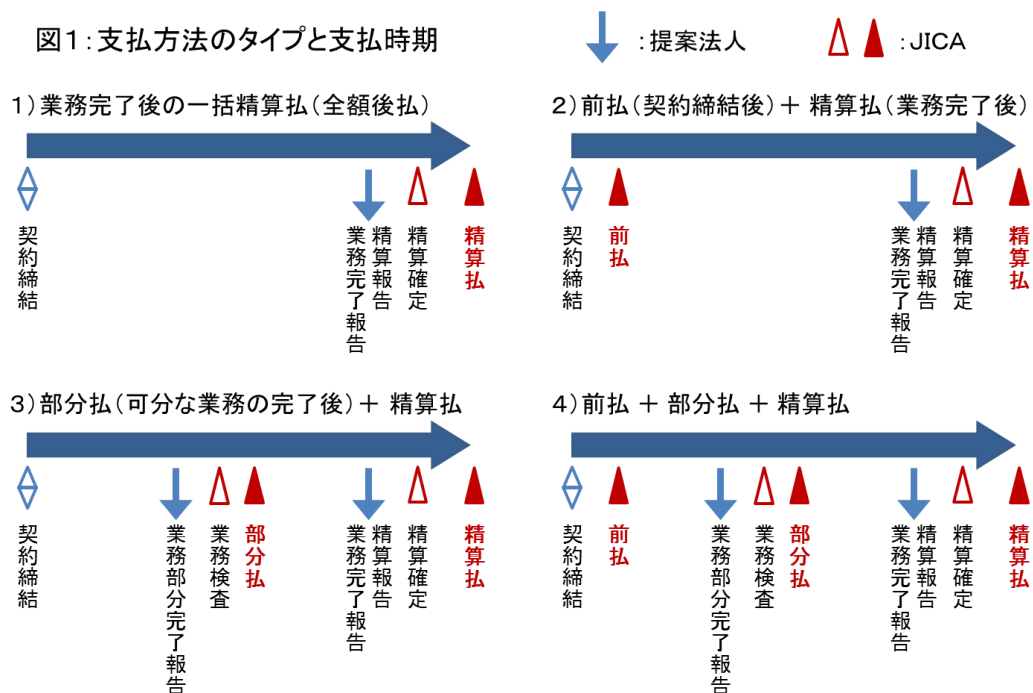 図1:支払方法のタイプと支払時期
:提案法人
:JICA
1)業務完了後の一括精算払(全額後払)
契約締結
業務完了報告
精算報告
精算確定
精算払
2)前払(契約締結後)+ 精算払(業務完了後)
契約締結
前払
業務完了報告
精算報告
精算確定
精算払
3)部分払(可分な業務の完了後)+ 精算払
契約締結
業務部分完了報告
業務検査
部分払
業務完了報告
精算報告
精算確定
精算払
4)前払 + 部分払 + 精算払
契約締結
前払
業務部分完了報告
業務検査
部分払
業務完了報告
精算報告
精算確定
精算払